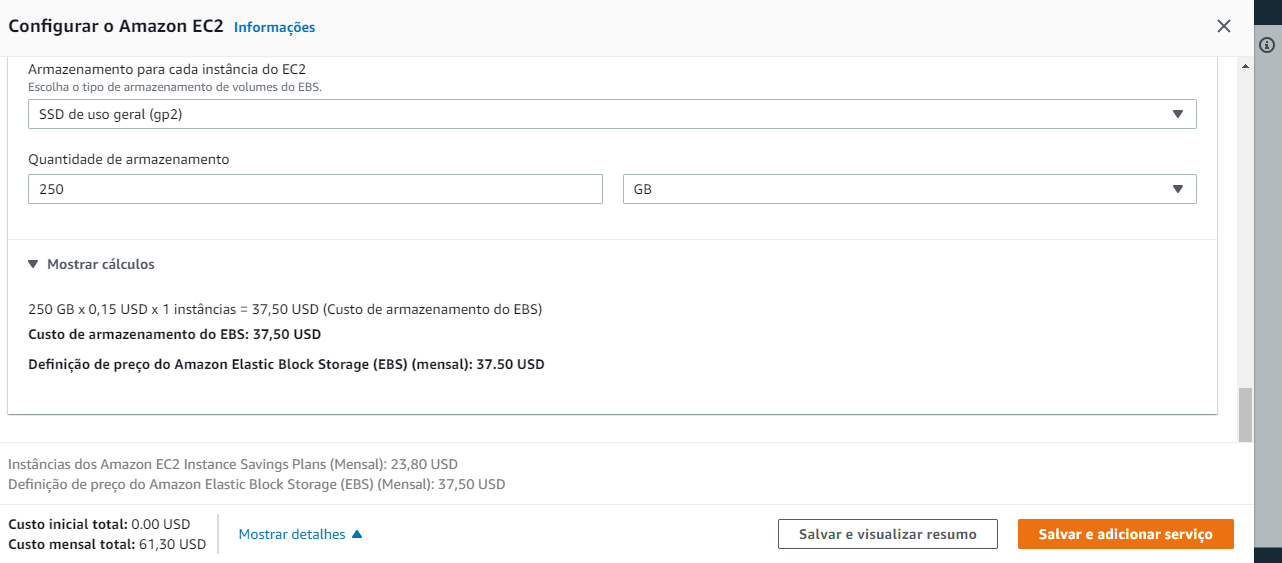 Configurar o Amazon EC2 Informações
Armazenamento para cada instância do EC2
Escolha o tipo de armazenamento de volumes do EBS.
SSD de uso geral (gp2)
Quantidade de armazenamento
250 GB
Mostrar cálculos
250 GB x 0,15 USD x 1 instâncias = 37,50 USD (Custo de armazenamento do EBS)
Custo de armazenamento do EBS: 37,50 USD
Definição de preço do Amazon Elastic Block Storage (EBS) (mensal): 37.50 USD
Instâncias dos Amazon EC2 Instance Savings Plans (Mensal): 23,80 USD
Definição de preço do Amazon Elastic Block Storage (EBS) (Mensal): 37,50 USD
Custo inicial total: 0.00 USD
Custo mensal total: 61,30 USD
Mostrar detalhes
Salvar e visualizar resumo
Salvar e adicionar serviço